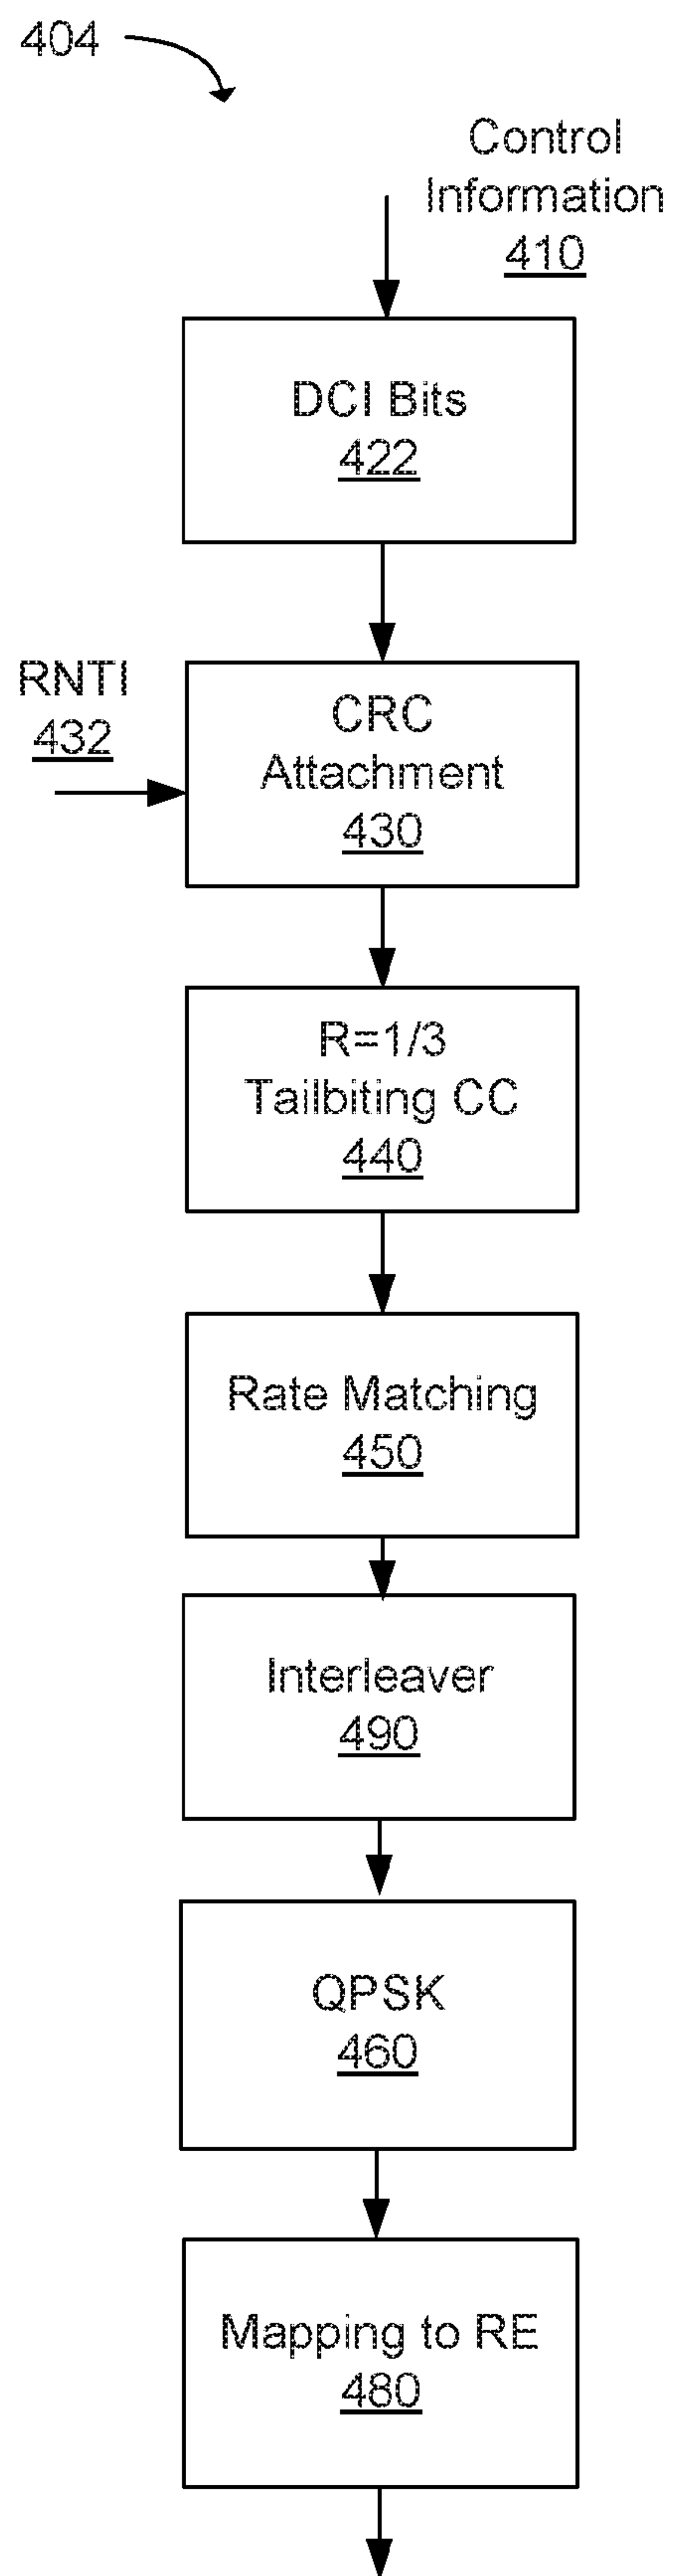 404
Control
Information
410
DCI Bits
422
RNTI
432
CRC
Attachment
430
R=1/3
Tailbiting CC
440
Rate Matching
450
Interleaver
490
QPSK
460
Mapping to RE
480